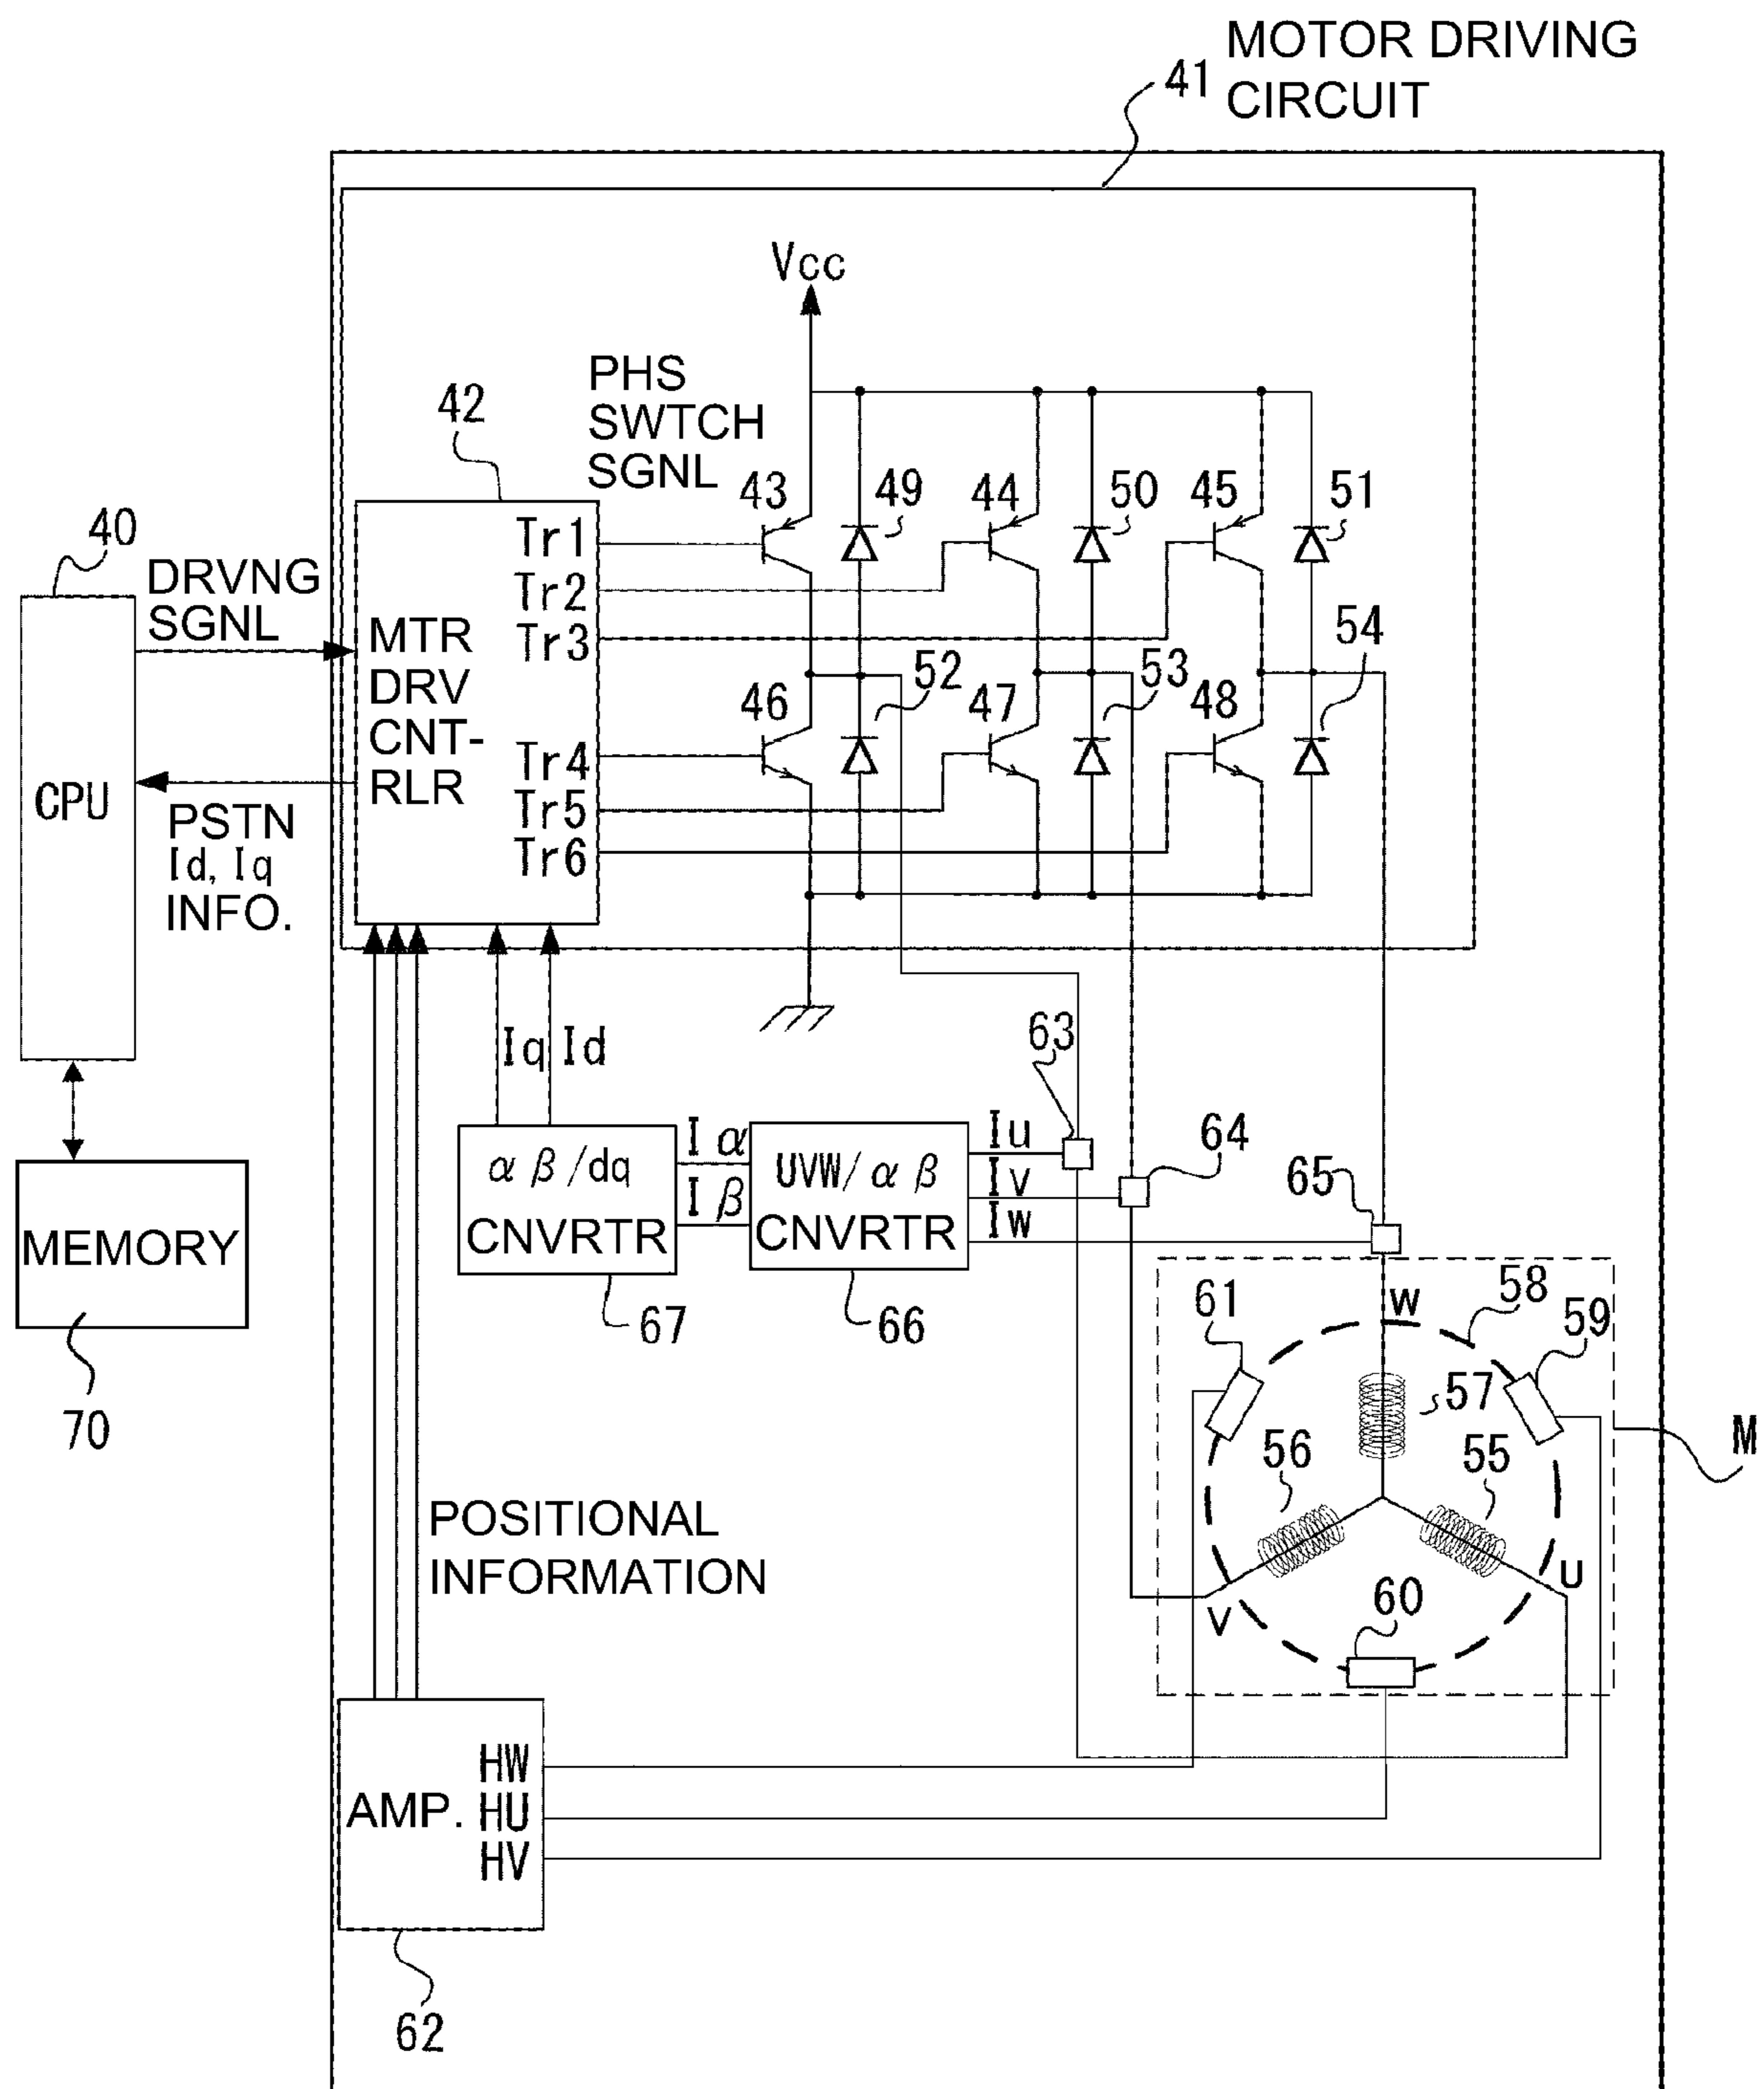 MOTOR DRIVING
CIRCUIT
41
Vcc
PHS
SWTCH
SGNL
42
43
49
44
50
45
51
40
DRVNG
SGNL
Tr1
Tr2
Tr3
MTR
DRV
CNT-
RLR
52
53
54
46
47
48
Tr4
Tr5
Tr6
CPU
PSTN
Id, Iq
INFO.
Iq Id
63
64
65
αβ/dq
CNVRTR
Iα
Iβ
UVW/αβ
CNVRTR
Iu
Iv
Iw
MEMORY
67
66
70
61
W
58
59
57
56
55
M
U
V
60
POSITIONAL
INFORMATION
AMP.
HW
HU
HV
62